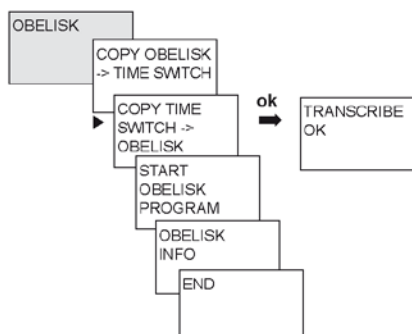 OBELISK
COPY OBELISK
-> TIME SWITCH
COPY TIME
SWITCH ->
OBELISK
ok
TRANSCRIBE
OK
START
OBELISK
PROGRAM
OBELISK
INFO
END